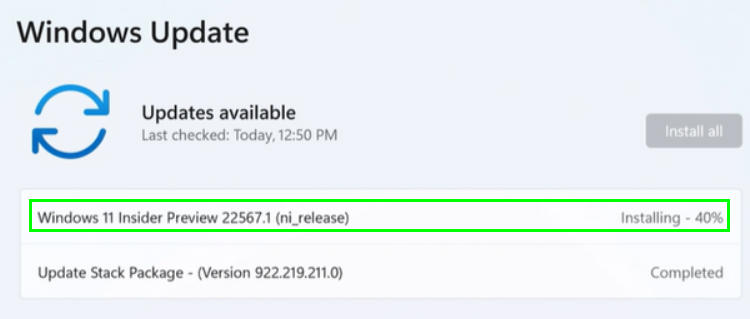 Windows Update
Updates available
Last checked: Today, 12:50 PM
Install all
Windows 11 Insider Preview 22567.1 (ni_release) Installing - 40%
Update Stack Package - (Version 922.219.211.0) Completed